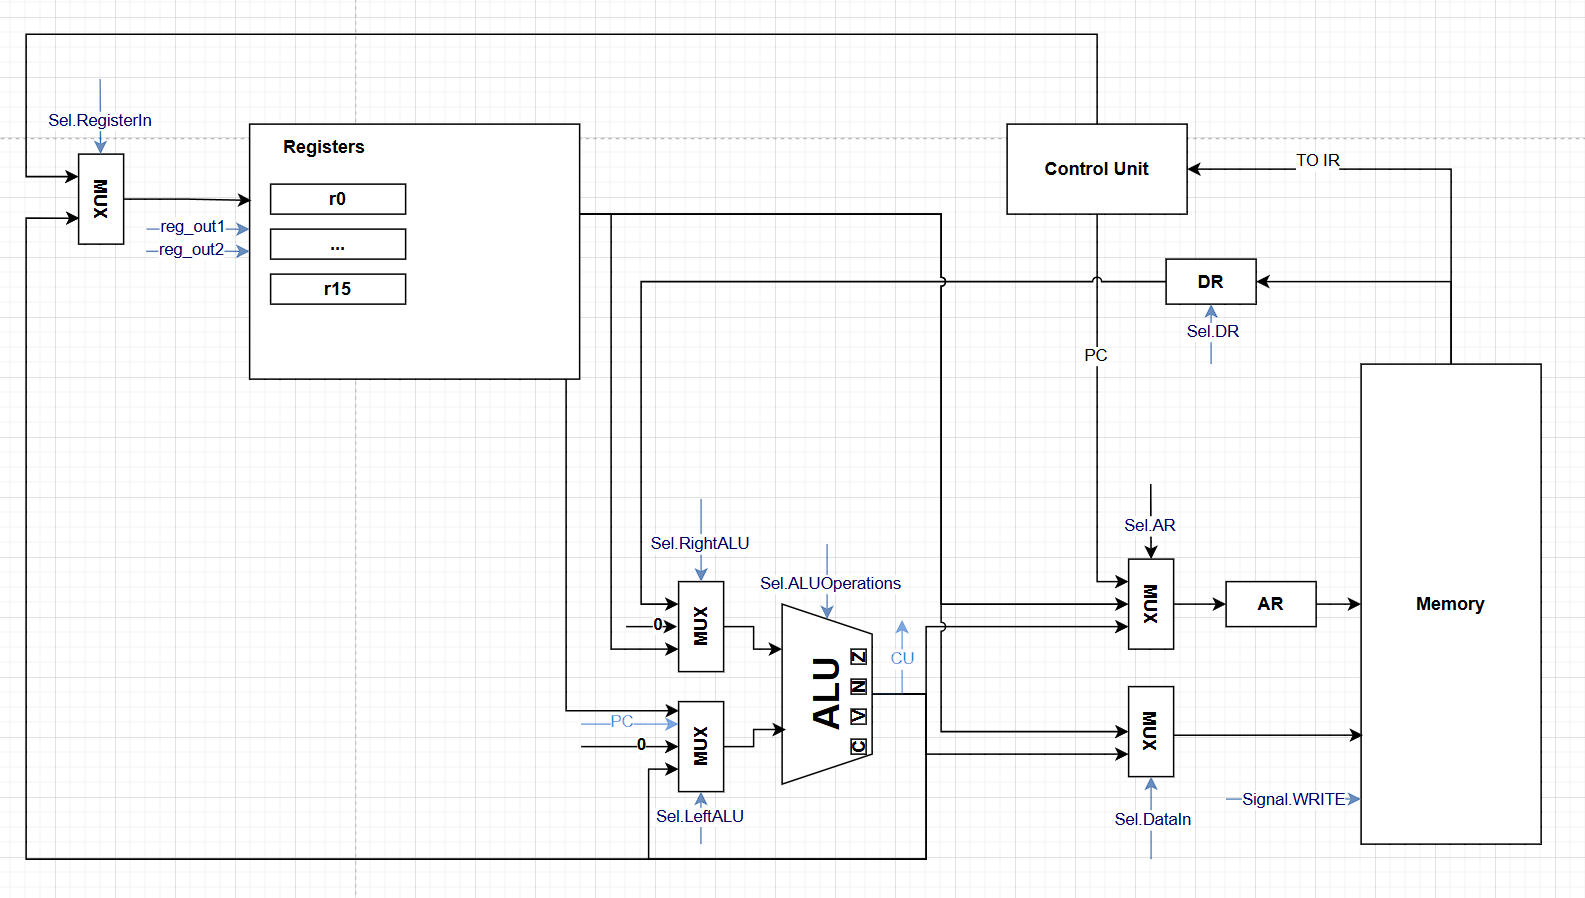 Sel.RegisterIn
MUX
reg_out1
reg_out2
Registers
r0
...
r15
Control Unit
TO IR
DR
Sel.DR
PC
Sel.AR
MUX
AR
Memory
Sel.RightALU
0
MUX
Sel.ALUOperations
ALU
Z
N
V
C
CU
PC
0
MUX
Sel.LeftALU
MUX
Sel.DataIn
Signal.WRITE